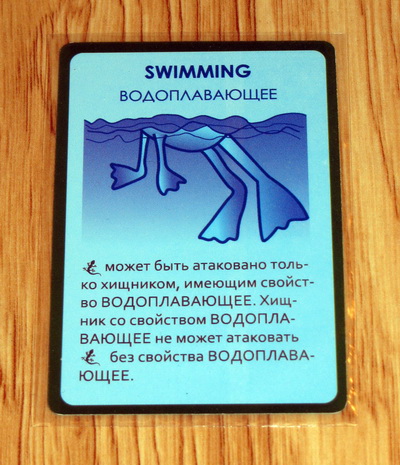 SWIMMING
ВОДОПЛАВАЮЩЕЕ
может быть атаковано толь-
ко хищником, имеющим свойст-
во ВОДОПЛАВАЮЩЕЕ. Хищ-
ник со свойством ВОДОПЛА-
ВАЮЩЕЕ не может атаковать
без свойства ВОДОПЛАВА-
ЮЩЕЕ.